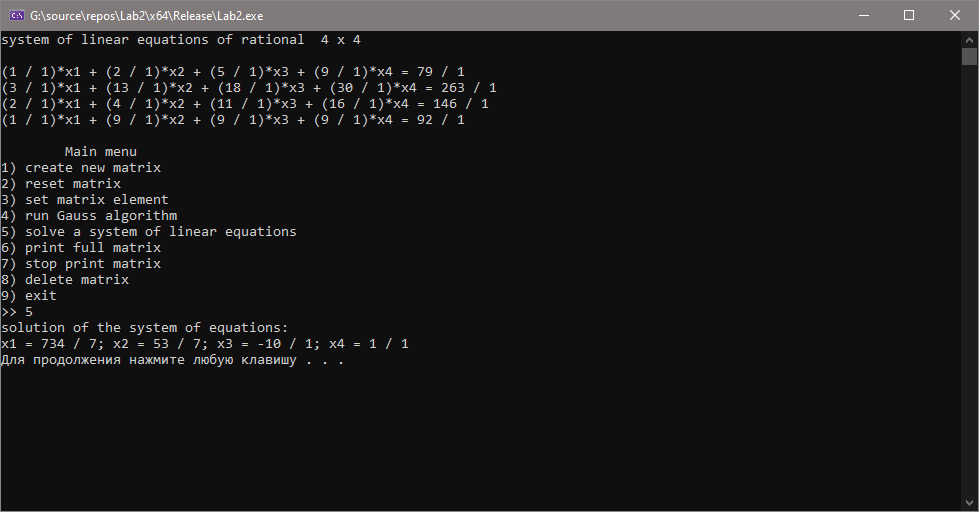 G:\source\repos\Lab2\x64\Release\Lab2.exe
system of linear equations of rational  4 x 4
(1 / 1)*x1 + (2 / 1)*x2 + (5 / 1)*x3 + (9 / 1)*x4 = 79 / 1
(3 / 1)*x1 + (13 / 1)*x2 + (18 / 1)*x3 + (30 / 1)*x4 = 263 / 1
(2 / 1)*x1 + (4 / 1)*x2 + (11 / 1)*x3 + (16 / 1)*x4 = 146 / 1
(1 / 1)*x1 + (9 / 1)*x2 + (9 / 1)*x3 + (9 / 1)*x4 = 92 / 1
Main menu
1) create new matrix
2) reset matrix
3) set matrix element
4) run Gauss algorithm
5) solve a system of linear equations
6) print full matrix
7) stop print matrix
8) delete matrix
9) exit
>> 5
solution of the system of equations:
x1 = 734 / 7; x2 = 53 / 7; x3 = -10 / 1; x4 = 1 / 1
Для продолжения нажмите любую клавишу . . .